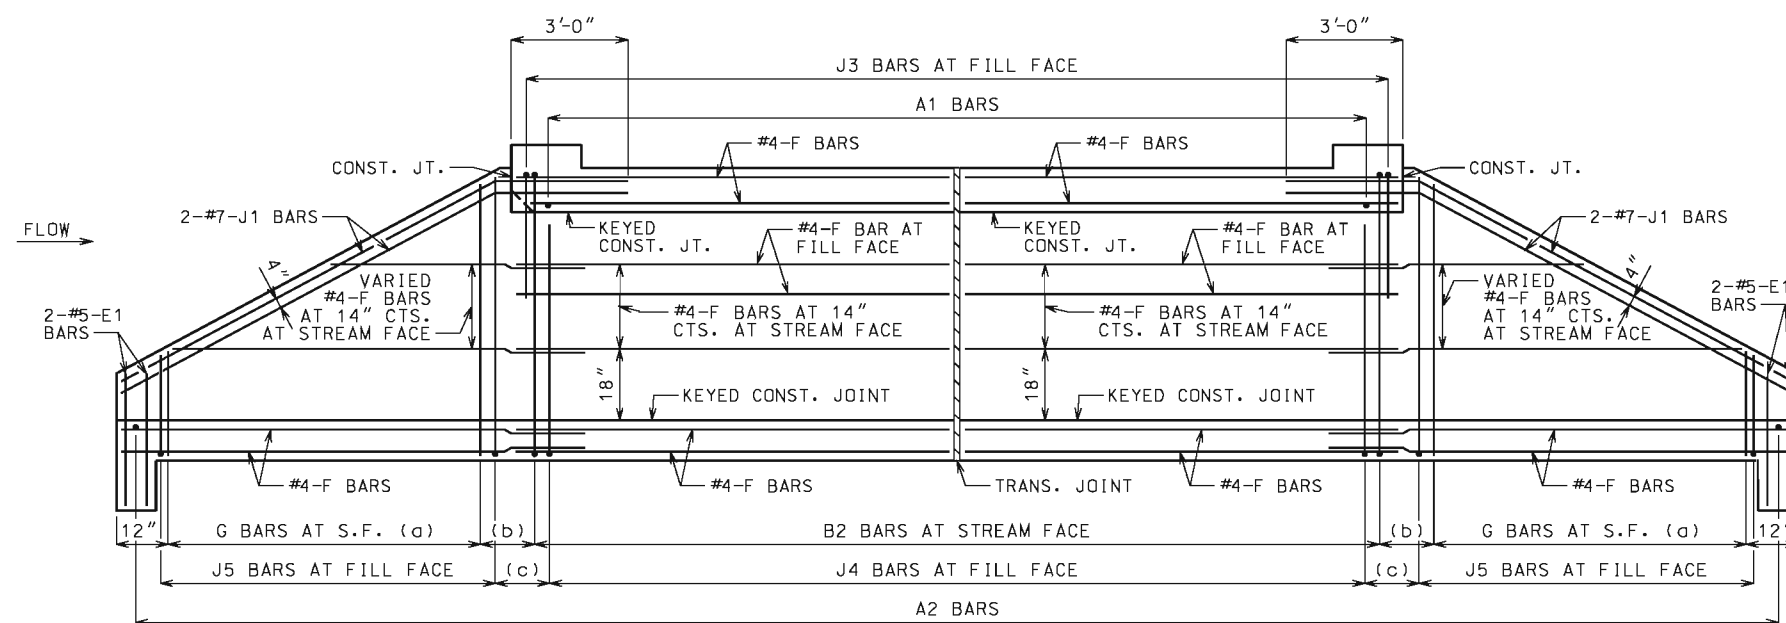 3'-0"
3'-0"
J3 BARS AT FILL FACE
A1 BARS
#4-F BARS
#4-F BARS
CONST. JT.
CONST. JT.
2-#7-J1 BARS
2-#7-J1 BARS
FLOW
KEYED
CONST. JT.
#4-F BAR AT
FILL FACE
KEYED
CONST. JT.
#4-F BAR AT
FILL FACE
4"
4"
VARIED
#4-F BARS
AT 14" CTS.
AT STREAM FACE
#4-F BARS AT 14"
CTS. AT STREAM FACE
#4-F BARS AT 14"
CTS. AT STREAM FACE
VARIED
#4-F BARS
AT 14" CTS.
AT STREAM FACE
2-#5-E1
BARS
2-#5-E1
BARS
18"
18"
KEYED CONST. JOINT
KEYED CONST. JOINT
#4-F BARS
#4-F BARS
TRANS. JOINT
#4-F BARS
#4-F BARS
12"
G BARS AT S.F. (a)
(b)
B2 BARS AT STREAM FACE
(b)
G BARS AT S.F. (a)
12"
J5 BARS AT FILL FACE
(c)
J4 BARS AT FILL FACE
(c)
J5 BARS AT FILL FACE
A2 BARS